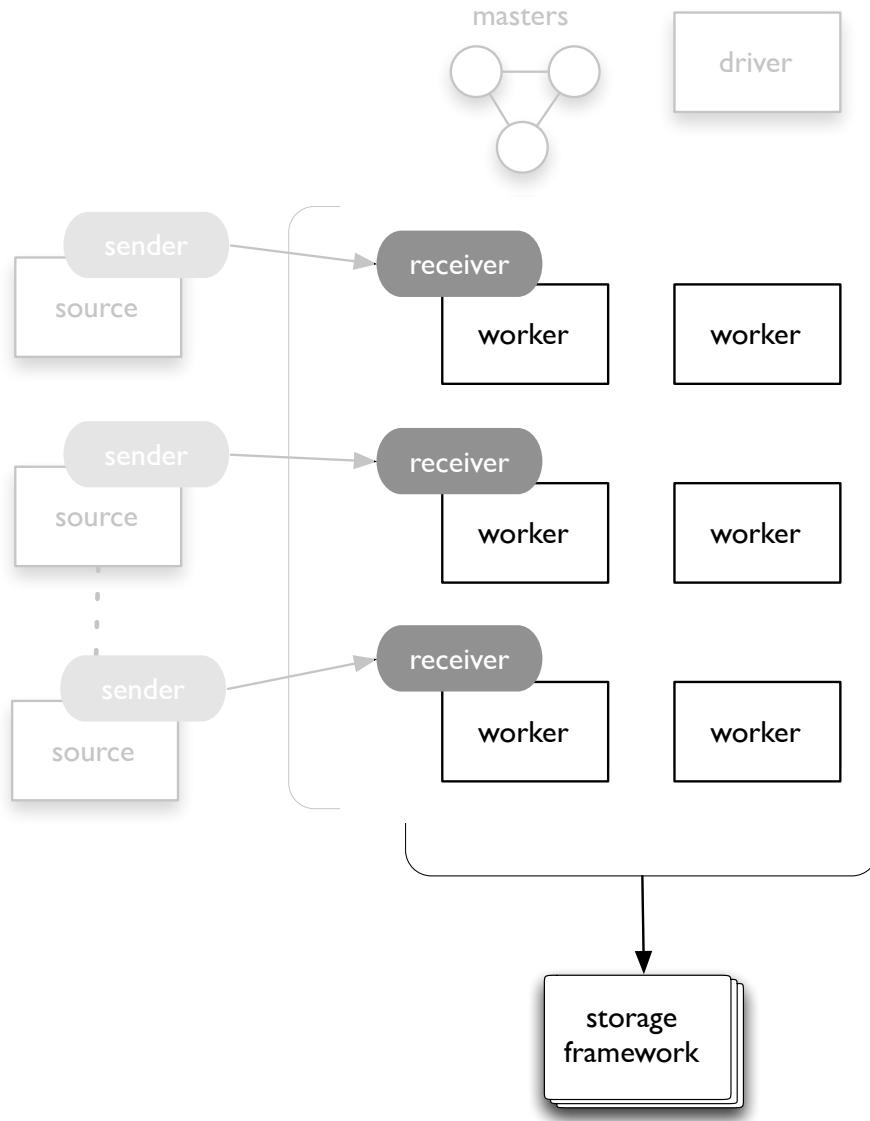 masters
driver
sender
receiver
source
worker
worker
sender
receiver
source
worker
worker
sender
receiver
source
worker
worker
storage
framework